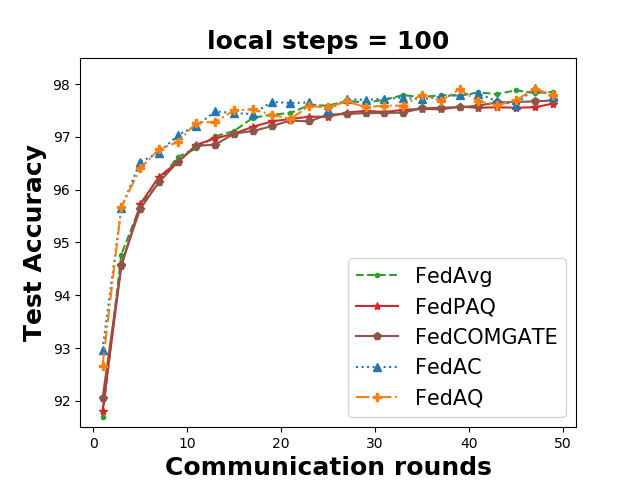 local steps = 100
Test Accuracy
98
97
96
95
94
93
92
FedAvg
FedPAQ
FedCOMGATE
FedAC
FedAQ
0 10 20 30 40 50
Communication rounds